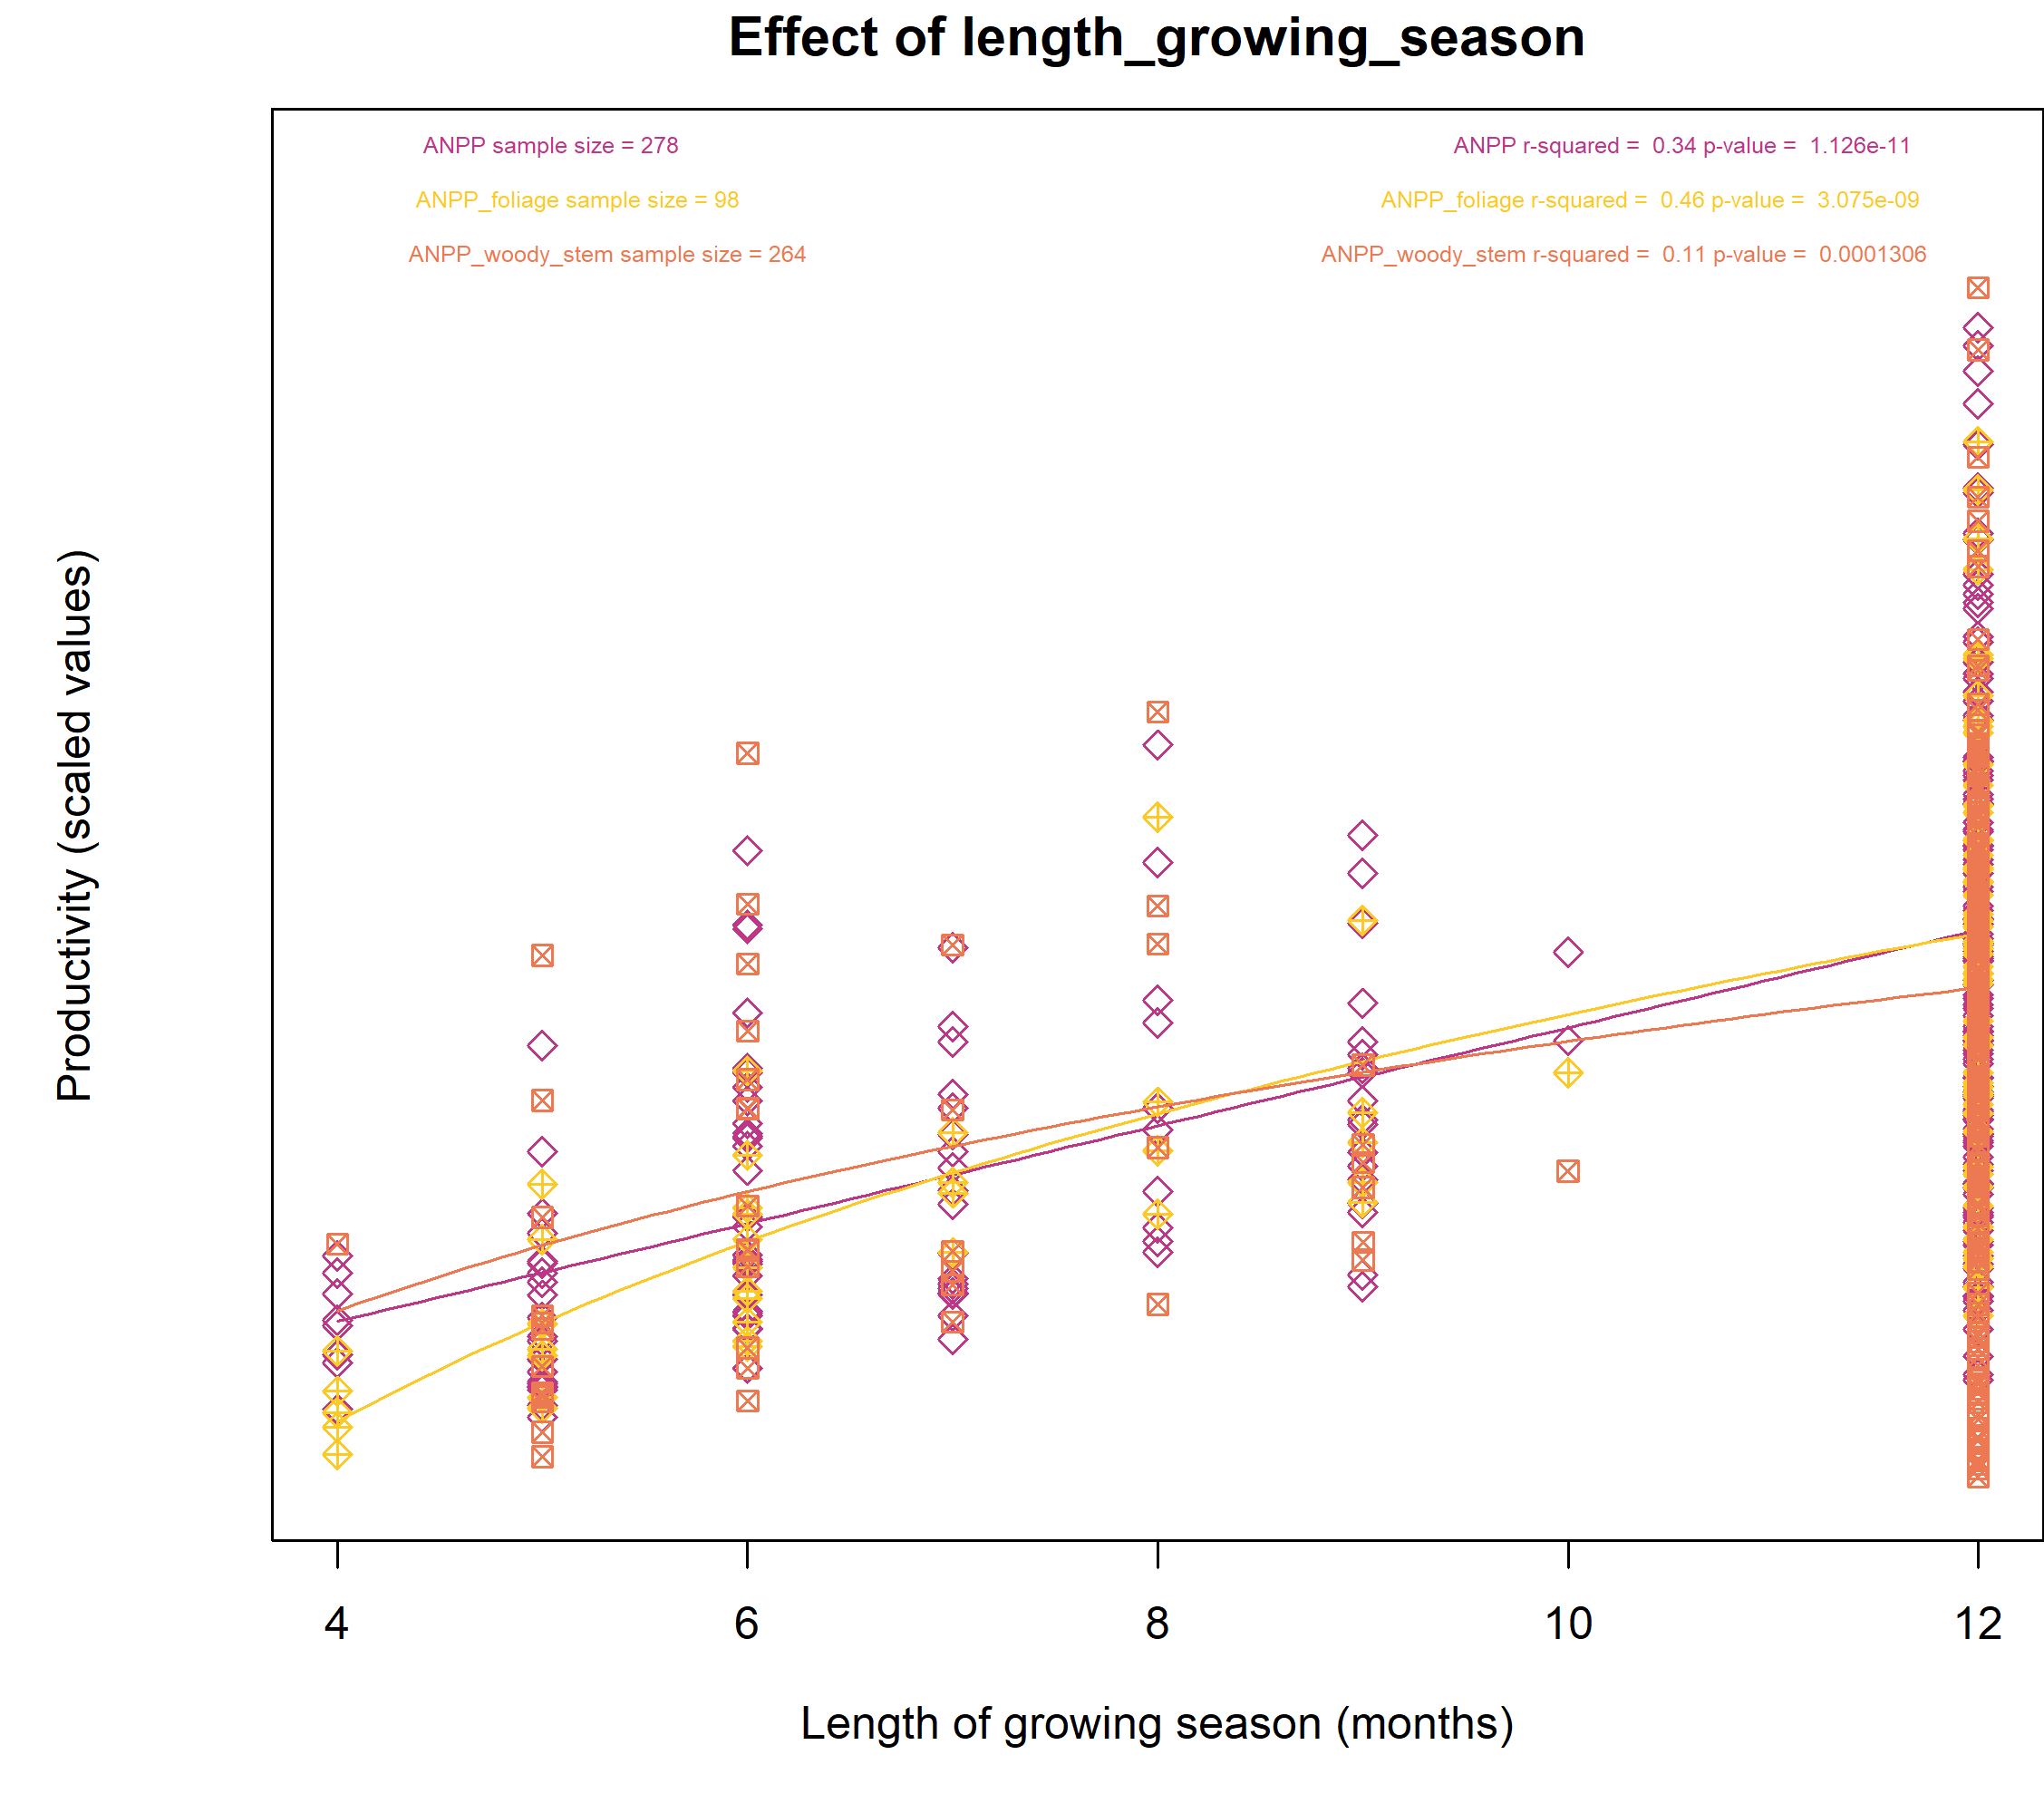 Effect of length_growing_season
ANPP sample size = 278
ANPP r-squared = 0.34 p-value = 1.126e-11
ANPP_foliage sample size = 98
ANPP_foliage r-squared = 0.46 p-value = 3.075e-09
ANPP_woody_stem sample size = 264
ANPP_woody_stem r-squared = 0.11 p-value = 0.0001306
Productivity (scaled values)
4 6 8 10 12
Length of growing season (months)